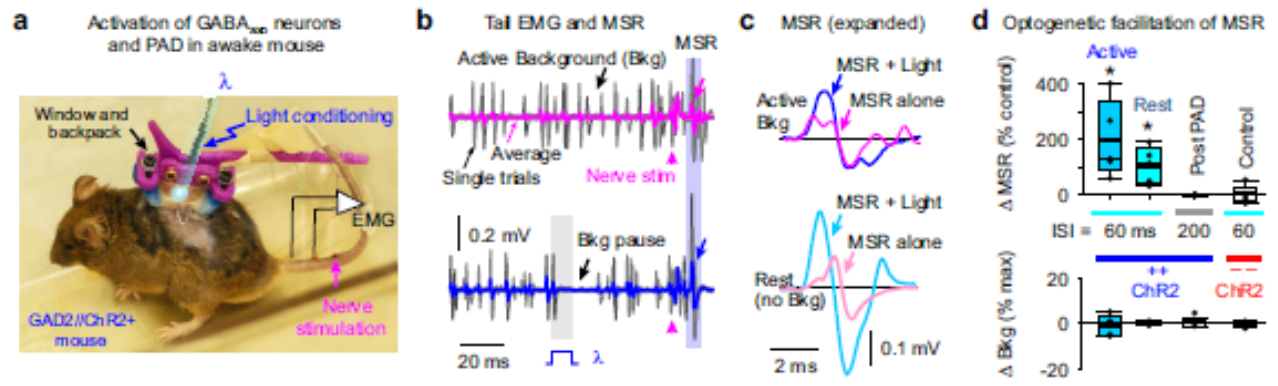 a
Activation of GABAaxo neurons
and PAD in awake mouse
λ
Window and
backpack
Light conditioning
EMG
GAD2//ChR2+
mouse
Nerve
stimulation
b
Tail EMG and MSR
MSR
Active Background (Bkg)
Average
Single trials
Nerve stim
0.2 mV
Bkg pause
20 ms
λ
c
MSR (expanded)
MSR + Light
Active
Bkg
MSR alone
MSR + Light
MSR alone
Rest
(no Bkg)
0.1 mV
2 ms
d
Optogenetic facilitation of MSR
Active
Rest
Post PAD
Control
Δ MSR (% control)
400
200
0
ISI = 60 ms 200 60
++
ChR2
−−
ChR2
Δ Bkg (% max)
20
0
-20